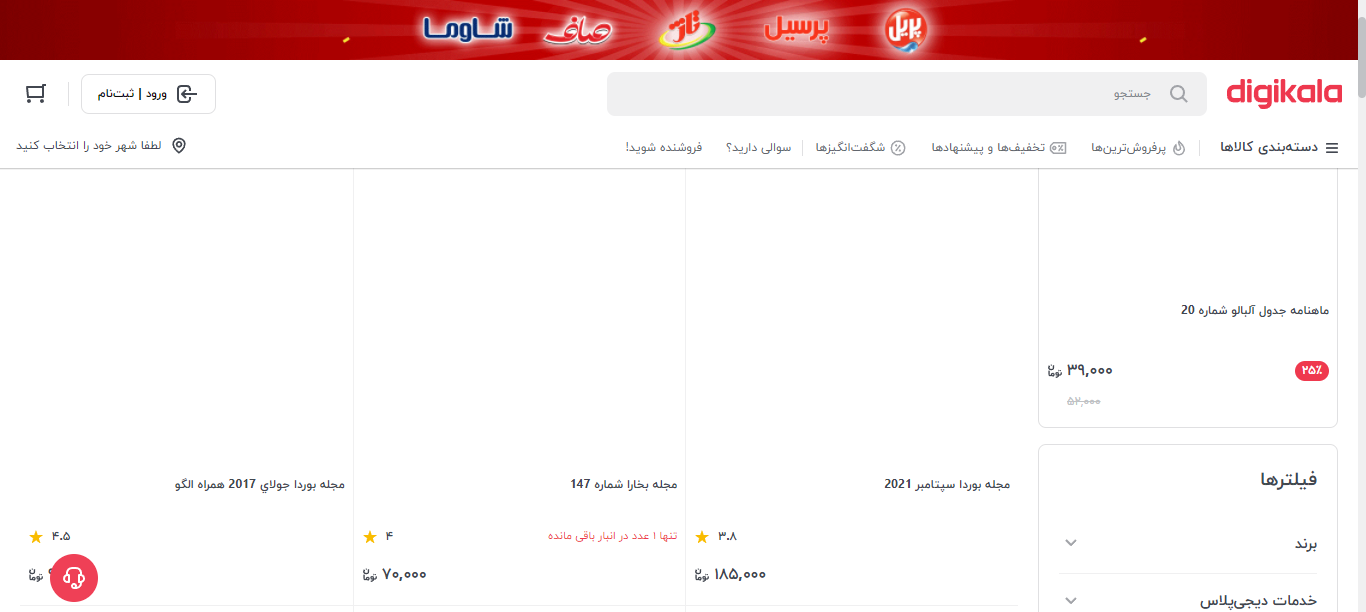 پریل پرسیل تاژ صاف شاوما
digikala
جستجو
ورود | ثبت‌نام
دسته‌بندی کالاها
پرفروش‌ترین‌ها
تخفیف‌ها و پیشنهادها
شگفت‌انگیزها
سوالی دارید؟
فروشنده شوید!
لطفا شهر خود را انتخاب کنید
ماهنامه جدول آلبالو شماره 20
۲۵٪
۳۹,۰۰۰ تومان
۵۲,۰۰۰
فیلترها
برند
خدمات دیجی‌پلاس
مجله بوردا سپتامبر 2021
۳.۸
۱۸۵,۰۰۰ تومان
مجله بخارا شماره 147
تنها ۱ عدد در انبار باقی مانده
۴
۷۰,۰۰۰ تومان
مجله بوردا جولاي 2017 همراه الگو
۴.۵
تومان